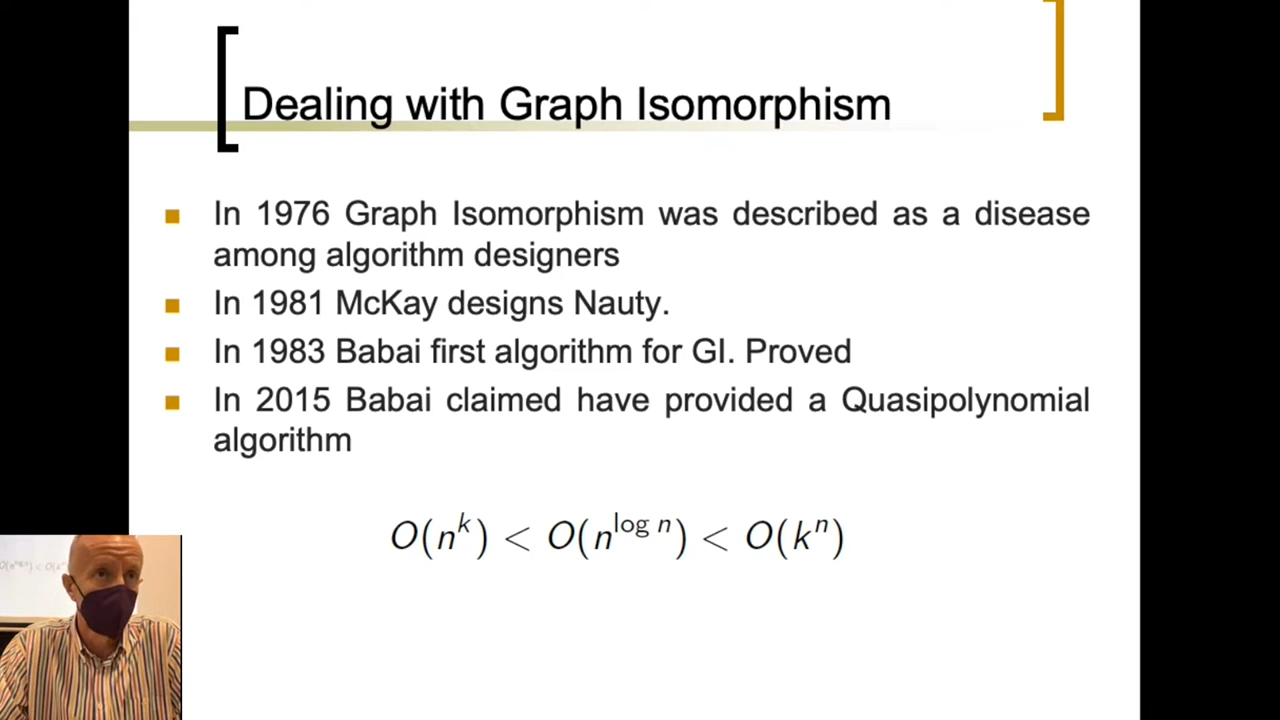 Dealing with Graph Isomorphism
In 1976 Graph Isomorphism was described as a disease
among algorithm designers
In 1981 McKay designs Nauty.
In 1983 Babai first algorithm for GI. Proved
In 2015 Babai claimed have provided a Quasipolynomial
algorithm
O(n^k) < O(n^{log n}) < O(k^n)